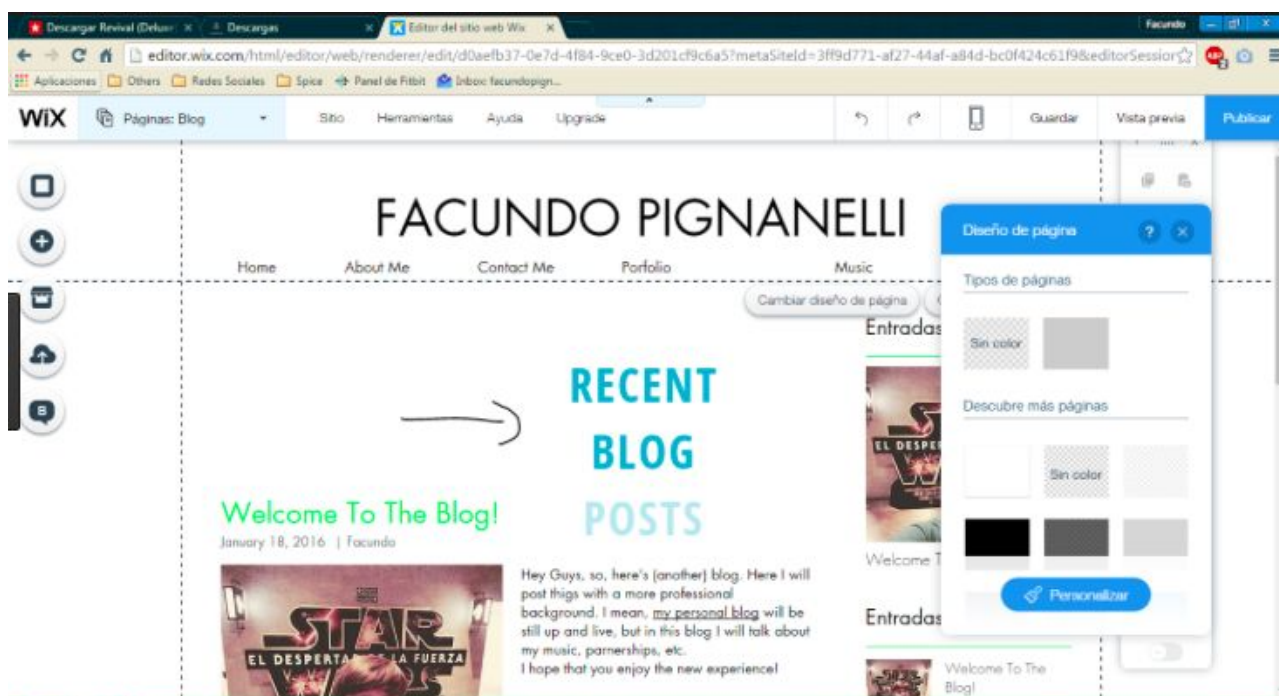 Descargar Revival (Delux
Descargas
Editor del sitio web Wix
Facundo
editor.wix.com/html/editor/web/renderer/edit/d0aefb37-0e7d-4f84-9ce0-3d201cf9c6a5?metaSiteId=3ff9d771-af27-44af-a84d-bc0f424c61f9&editorSession
Aplicaciones
Others
Redes Sociales
Spice
Panel de Fitbit
Inbox: facundopign...
WiX
Páginas: Blog
Sitio
Herramientas
Ayuda
Upgrade
Guardar
Vista previa
Publicar
FACUNDO PIGNANELLI
Home
About Me
Contact Me
Porfolio
Music
Cambiar diseño de página
Diseño de página
?
Tipos de páginas
Sin color
Descubre más páginas
Sin color
Personalizar
RECENT
BLOG
POSTS
Welcome To The Blog!
January 18, 2016 | Facundo
STAR
EL DESPERTAR DE LA FUERZA
WARS
Hey Guys, so, here's (another) blog. Here I will
post thigs with a more professional
background. I mean, my personal blog will be
still up and live, but in this blog I will talk about
my music, parnerships, etc.
I hope that you enjoy the new experience!
Entradas
EL DESPE
Welcome T
Entradas
Welcome To The
Blog!